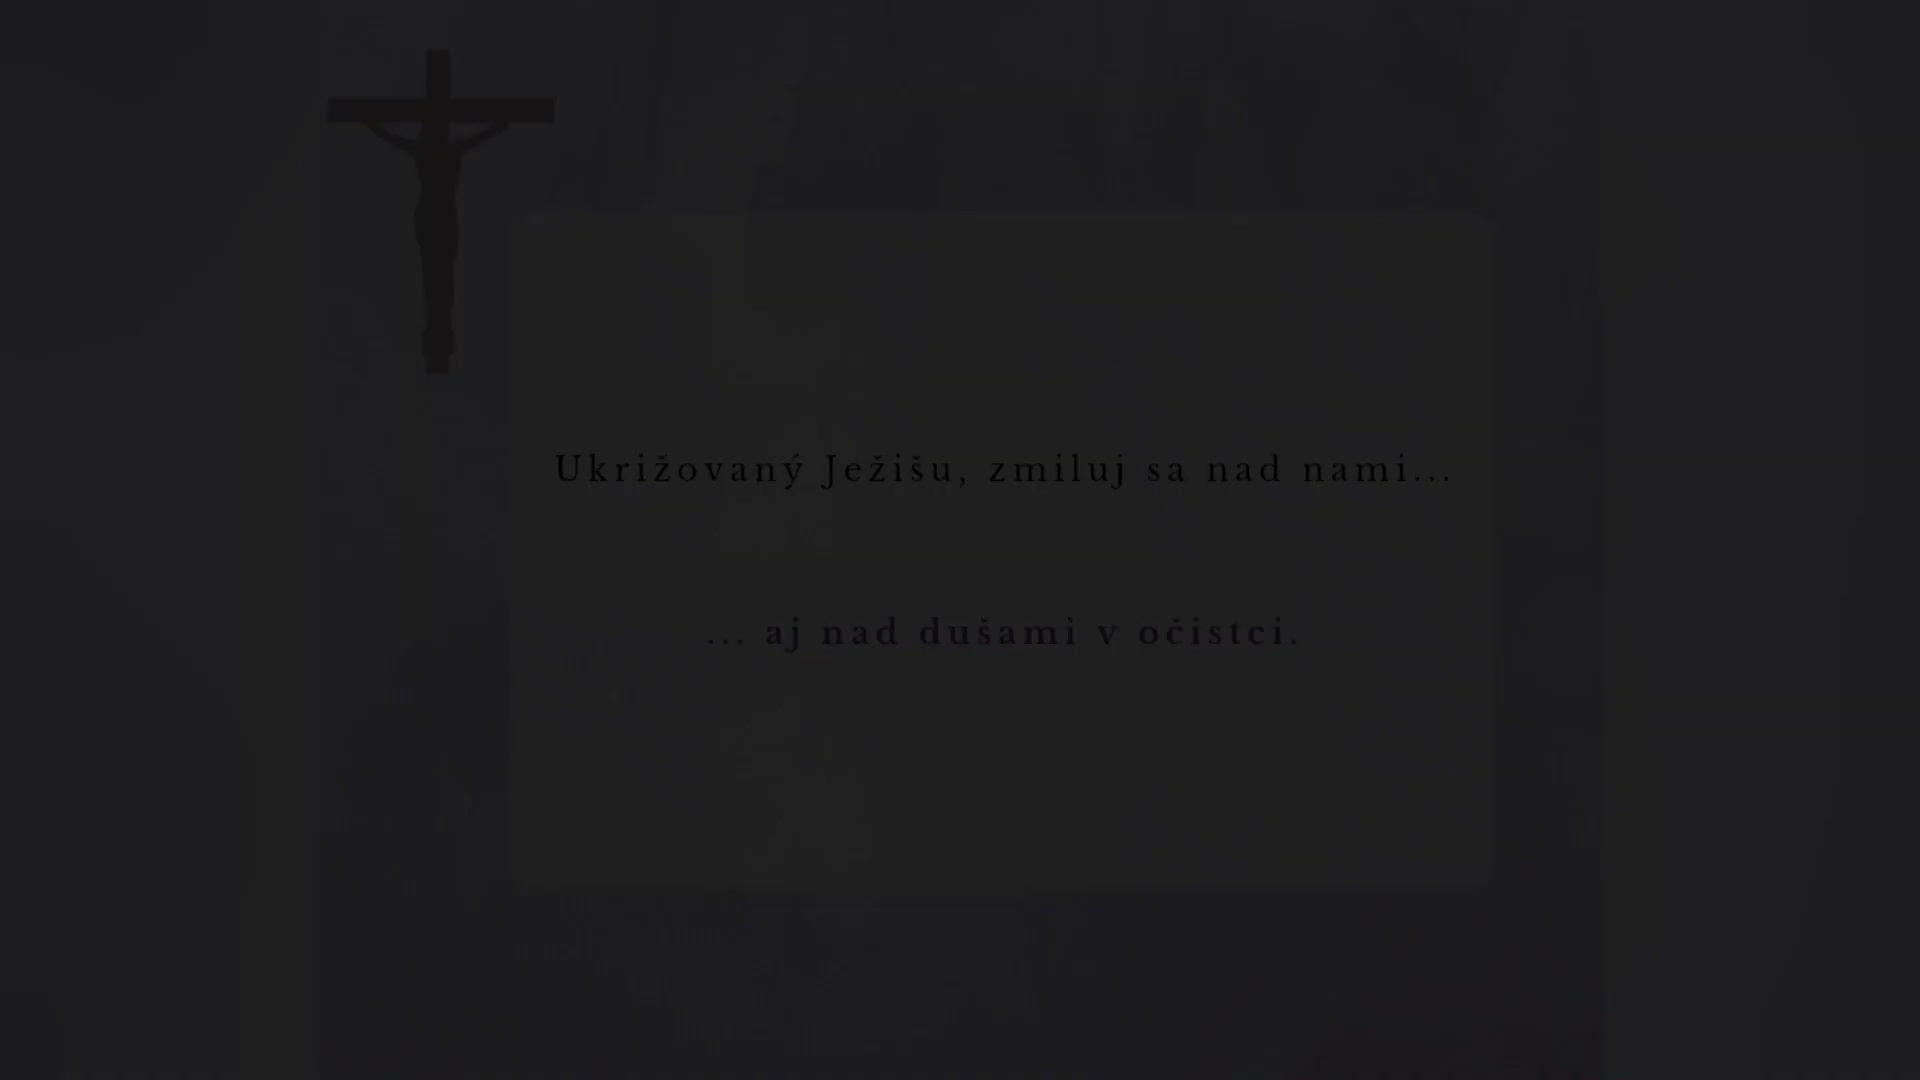 Ukrižovaný Ježišu, zmiluj sa nad nami...
... aj nad dušami v očistci.